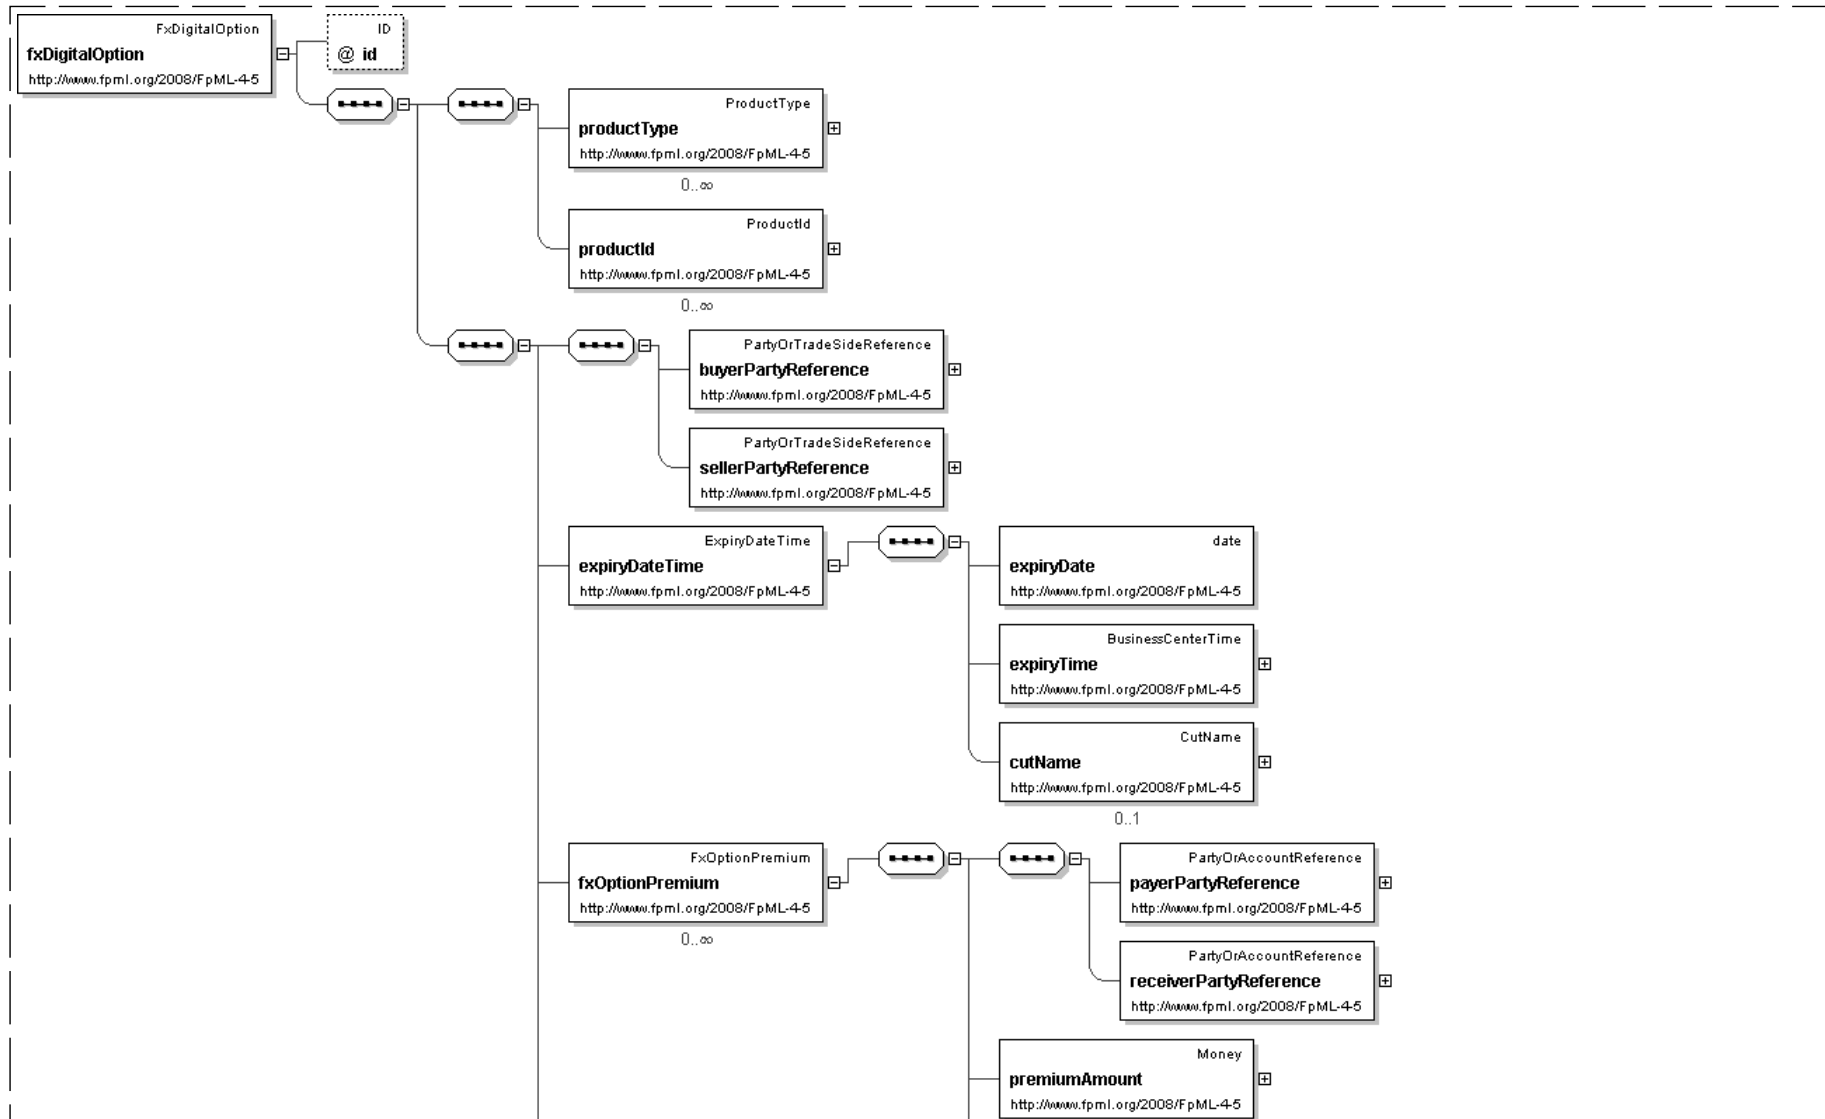 FxDigitalOption
fxDigitalOption
http://www.fpml.org/2008/FpML-4-5
ID
@ id
ProductType
productType
http://www.fpml.org/2008/FpML-4-5
0..∞
ProductId
productId
http://www.fpml.org/2008/FpML-4-5
0..∞
PartyOrTradeSideReference
buyerPartyReference
http://www.fpml.org/2008/FpML-4-5
PartyOrTradeSideReference
sellerPartyReference
http://www.fpml.org/2008/FpML-4-5
ExpiryDateTime
expiryDateTime
http://www.fpml.org/2008/FpML-4-5
date
expiryDate
http://www.fpml.org/2008/FpML-4-5
BusinessCenterTime
expiryTime
http://www.fpml.org/2008/FpML-4-5
CutName
cutName
http://www.fpml.org/2008/FpML-4-5
0..1
FxOptionPremium
fxOptionPremium
http://www.fpml.org/2008/FpML-4-5
0..∞
PartyOrAccountReference
payerPartyReference
http://www.fpml.org/2008/FpML-4-5
PartyOrAccountReference
receiverPartyReference
http://www.fpml.org/2008/FpML-4-5
Money
premiumAmount
http://www.fpml.org/2008/FpML-4-5